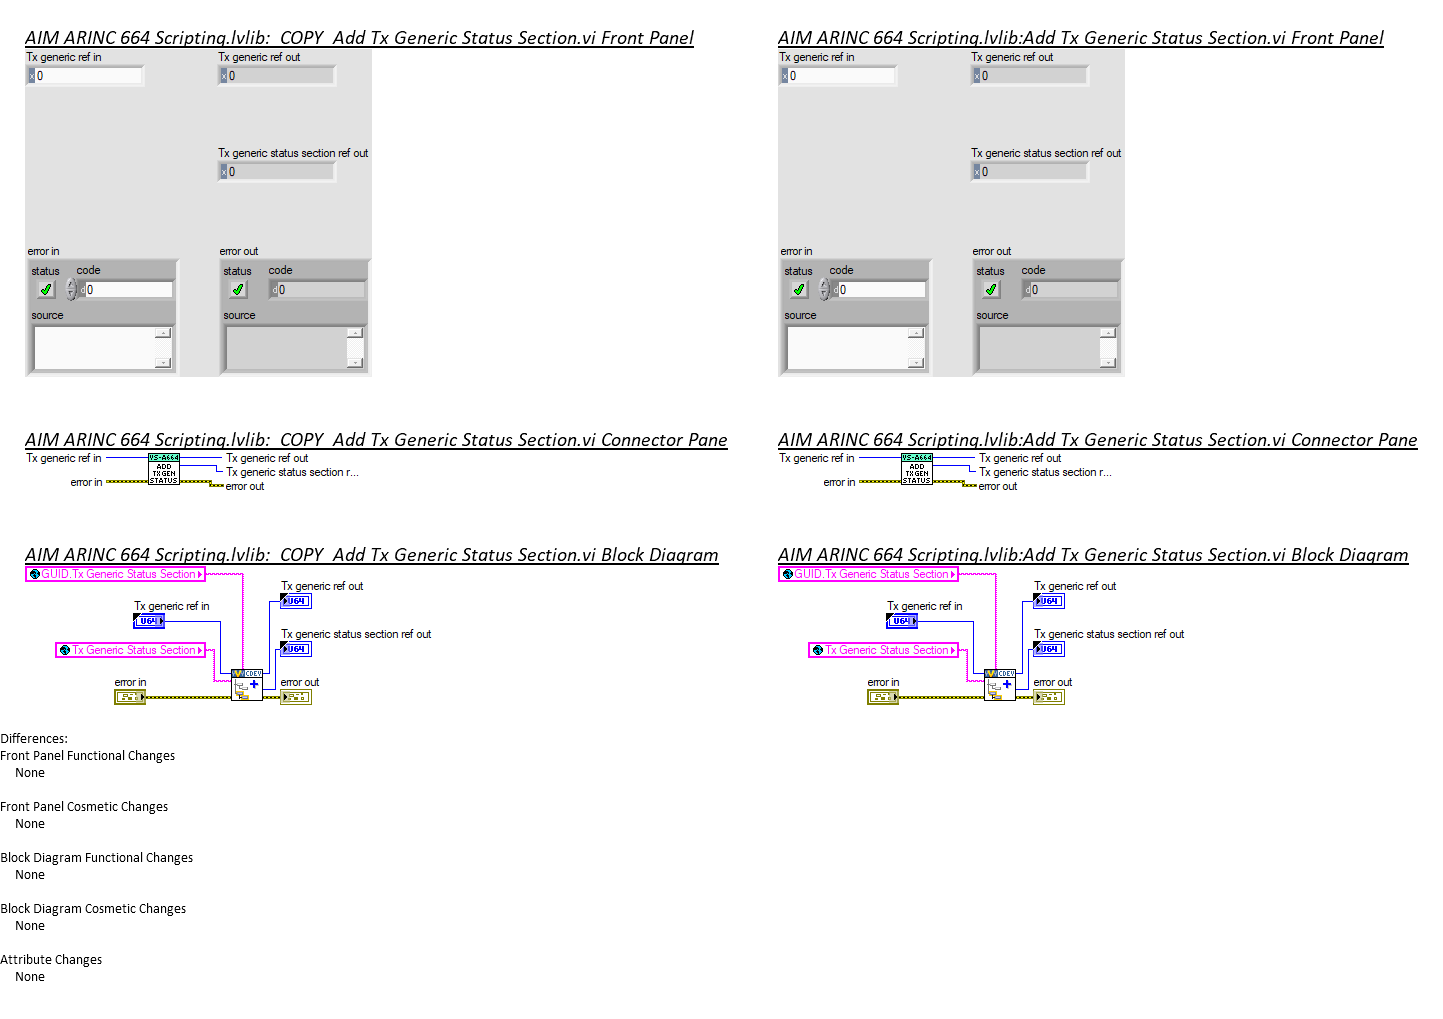 AIM ARINC 664 Scripting.lvlib:  COPY  Add Tx Generic Status Section.vi Front Panel
Tx generic ref in
Tx generic ref out
x 0
x 0
Tx generic status section ref out
x 0
error in
error out
status code
status code
d 0
d 0
source
source
AIM ARINC 664 Scripting.lvlib:Add Tx Generic Status Section.vi Front Panel
Tx generic ref in
Tx generic ref out
x 0
x 0
Tx generic status section ref out
x 0
error in
error out
status code
status code
d 0
d 0
source
source
AIM ARINC 664 Scripting.lvlib:  COPY  Add Tx Generic Status Section.vi Connector Pane
Tx generic ref in
VS-A664
ADD
TX GEN
STATUS
Tx generic ref out
Tx generic status section r...
error in
error out
AIM ARINC 664 Scripting.lvlib:Add Tx Generic Status Section.vi Connector Pane
Tx generic ref in
VS-A664
ADD
TX GEN
STATUS
Tx generic ref out
Tx generic status section r...
error in
error out
AIM ARINC 664 Scripting.lvlib:  COPY  Add Tx Generic Status Section.vi Block Diagram
GUID.Tx Generic Status Section
Tx generic ref out
U64
Tx generic ref in
U64
Tx generic status section ref out
U64
Tx Generic Status Section
CDEV
error in
error out
AIM ARINC 664 Scripting.lvlib:Add Tx Generic Status Section.vi Block Diagram
GUID.Tx Generic Status Section
Tx generic ref out
U64
Tx generic ref in
U64
Tx generic status section ref out
U64
Tx Generic Status Section
CDEV
error in
error out
Differences:
Front Panel Functional Changes
None
Front Panel Cosmetic Changes
None
Block Diagram Functional Changes
None
Block Diagram Cosmetic Changes
None
Attribute Changes
None